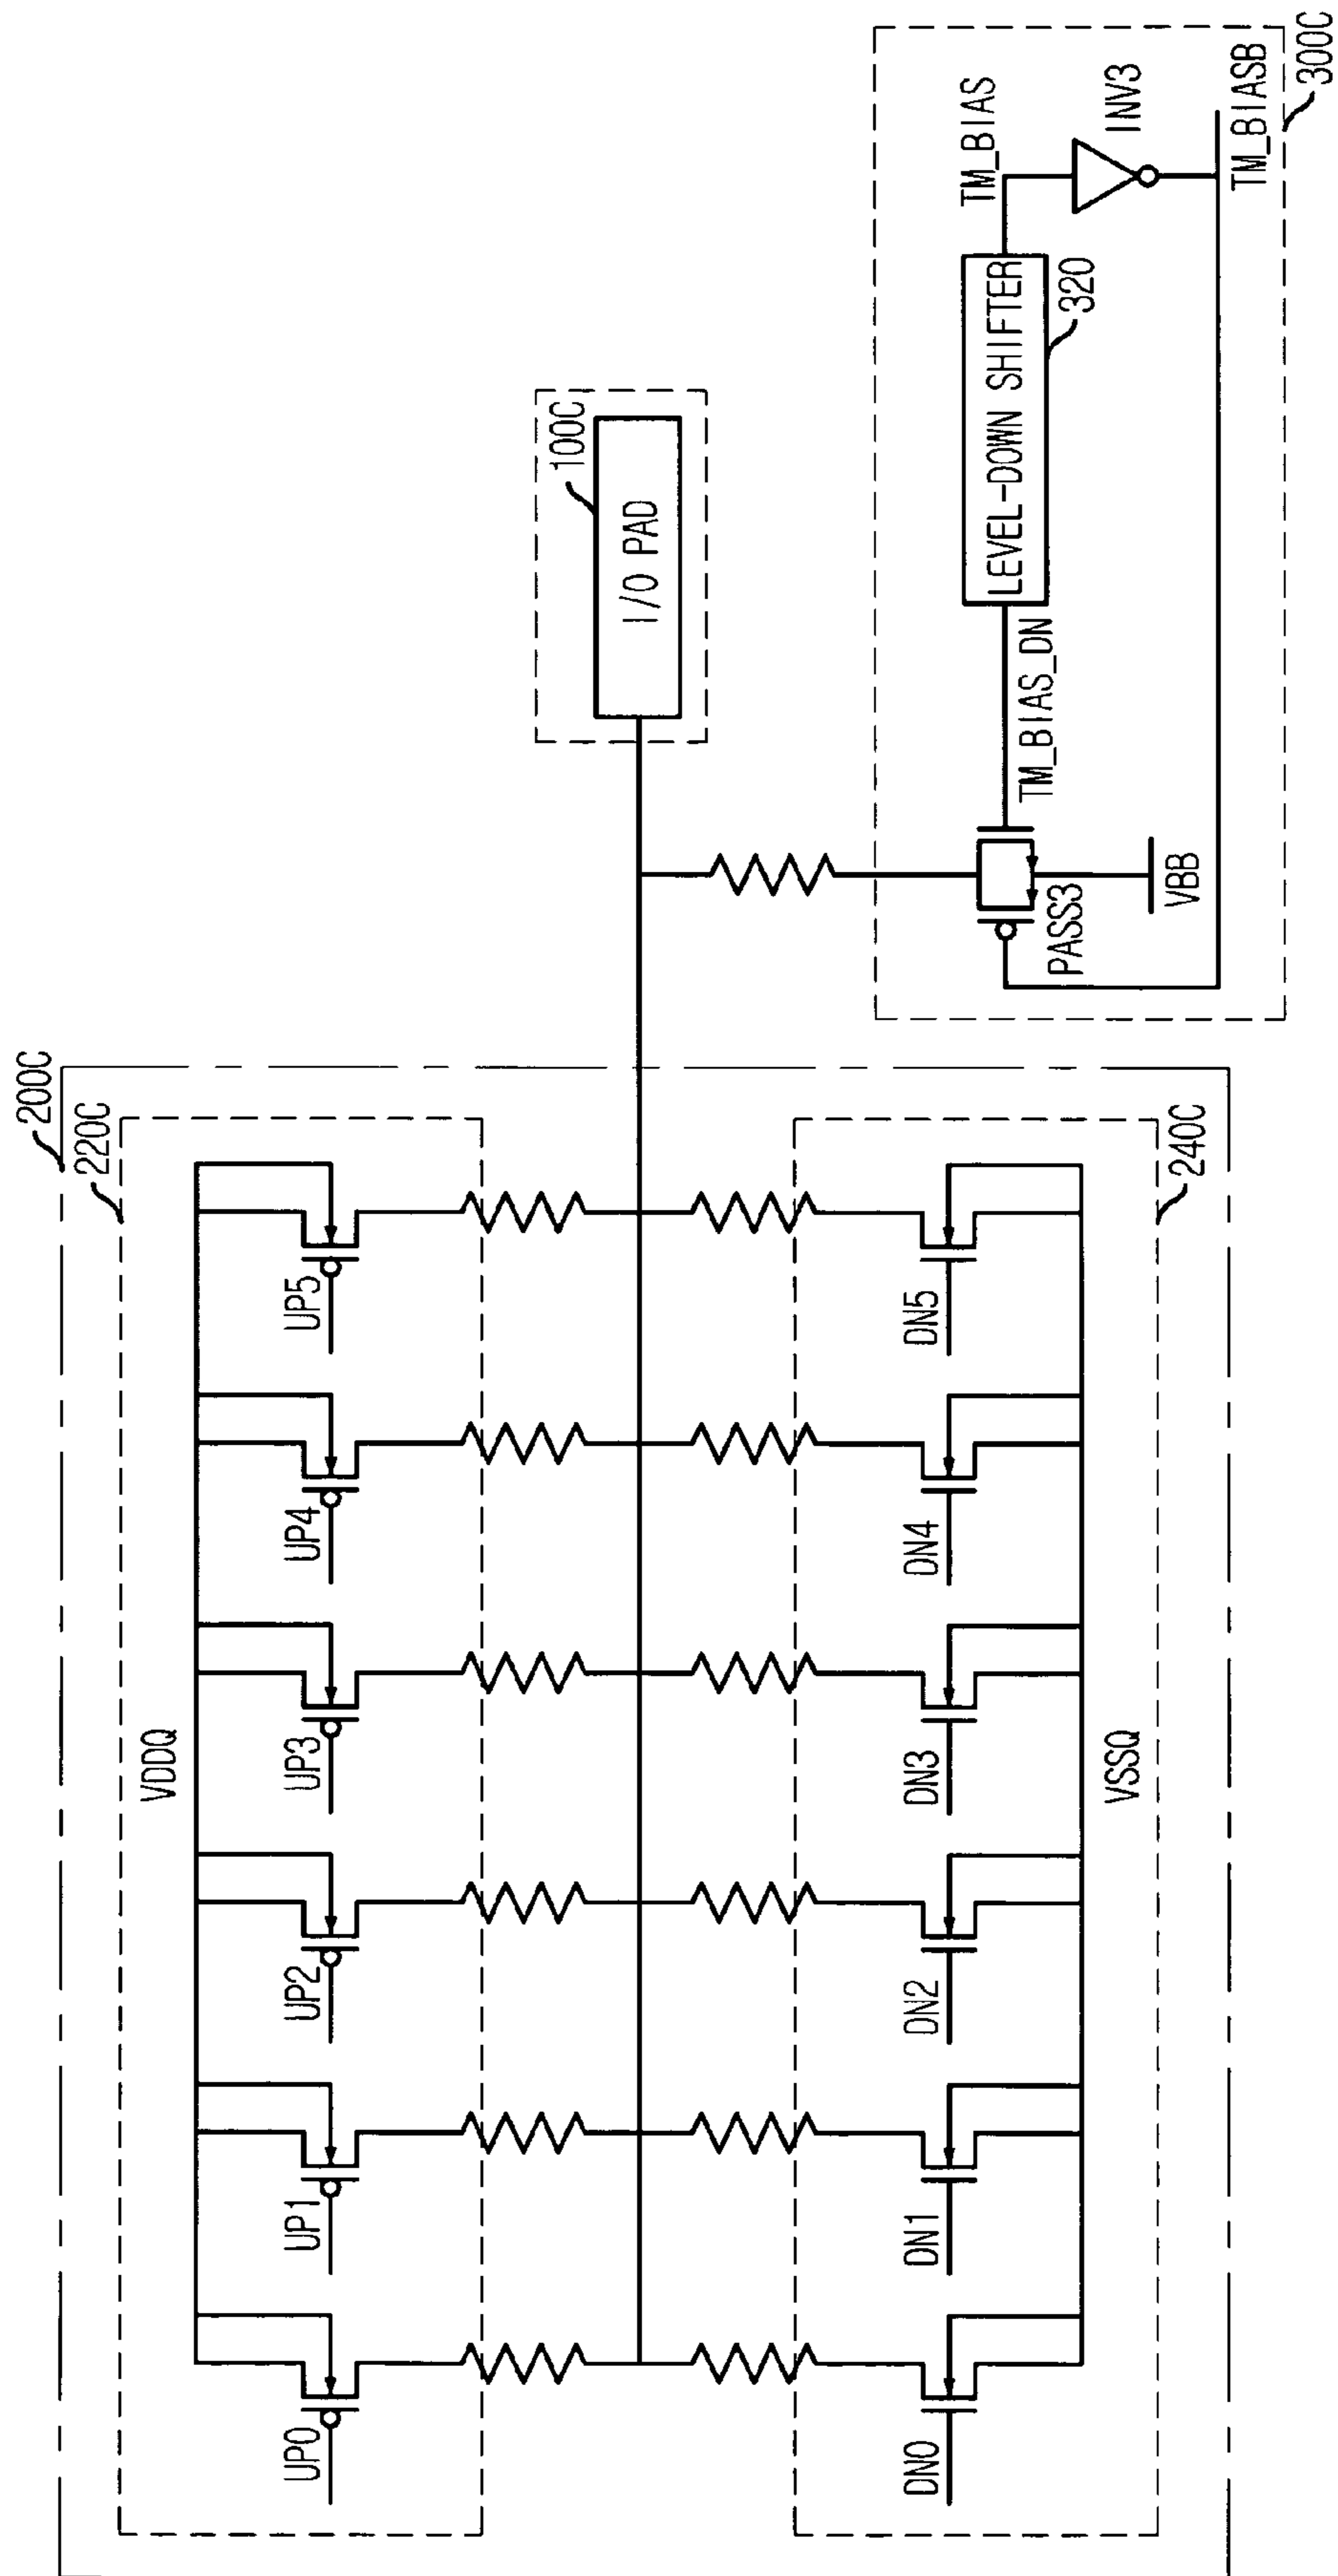 200C
220C
VDDQ
UP0
UP1
UP2
UP3
UP4
UP5
DN0
DN1
DN2
DN3
DN4
DN5
VSSQ
240C
100C
I/O PAD
TM_BIAS
LEVEL-DOWN SHIFTER
320
INV3
TM_BIAS_DN
PASS3
VBB
TM_BIASB
300C